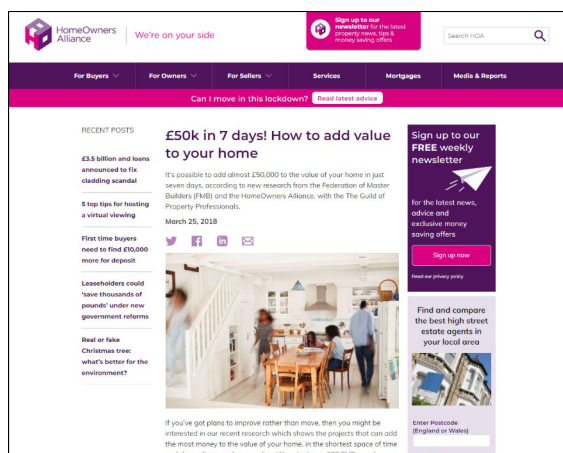 HomeOwners
Alliance
We're on your side
Sign up to our
newsletter for the latest
property news, tips &
money saving offers
Search HOA
For Buyers
For Owners
For Sellers
Services
Mortgages
Media & Reports
Can I move in this lockdown?
Read latest advice
RECENT POSTS
£3.5 billion and loans
announced to fix
cladding scandal
5 top tips for hosting
a virtual viewing
First time buyers
need to find £10,000
more for deposit
Leaseholders could
'save thousands of
pounds' under new
government reforms
Real or fake
Christmas tree:
what's better for the
environment?
£50k in 7 days! How to add value
to your home
It's possible to add almost £50,000 to the value of your home in just
seven days, according to new research from the Federation of Master
Builders (FMB) and the HomeOwners Alliance, with the The Guild of
Property Professionals.
March 25, 2018
If you've got plans to improve rather than move, then you might be
interested in our recent research which shows the projects that can add
the most money to the value of your home, in the shortest space of time
Sign up to our
FREE weekly
newsletter
for the latest news,
advice and
exclusive money
saving offers
Sign up now
Read our privacy policy
Find and compare
the best high street
estate agents in
your local area
Enter Postcode
(England or Wales)